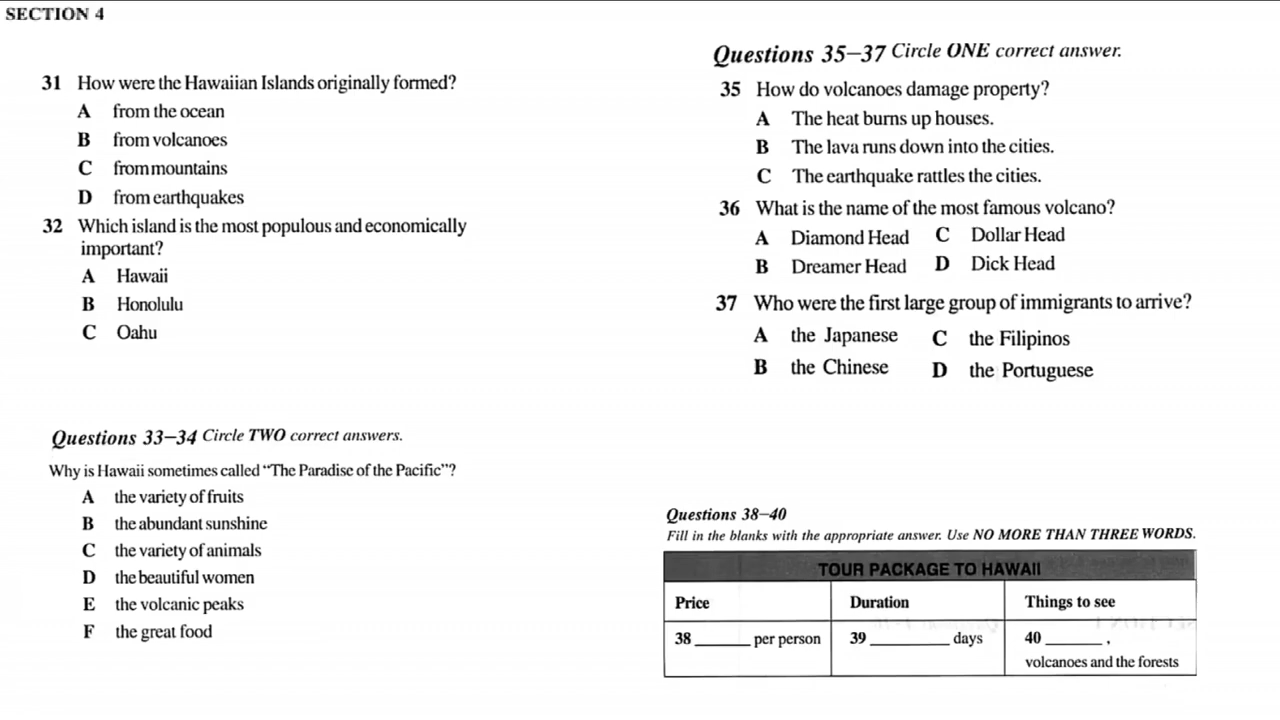 SECTION 4
31 How were the Hawaiian Islands originally formed?
A from the ocean
B from volcanoes
C from mountains
D from earthquakes
32 Which island is the most populous and economically
important?
A Hawaii
B Honolulu
C Oahu
Questions 33–34 Circle TWO correct answers.
Why is Hawaii sometimes called “The Paradise of the Pacific”?
A the variety of fruits
B the abundant sunshine
C the variety of animals
D the beautiful women
E the volcanic peaks
F the great food
Questions 35–37 Circle ONE correct answer.
35 How do volcanoes damage property?
A The heat burns up houses.
B The lava runs down into the cities.
C The earthquake rattles the cities.
36 What is the name of the most famous volcano?
A Diamond Head C Dollar Head
B Dreamer Head D Dick Head
37 Who were the first large group of immigrants to arrive?
A the Japanese C the Filipinos
B the Chinese D the Portuguese
Questions 38–40
Fill in the blanks with the appropriate answer. Use NO MORE THAN THREE WORDS.
TOUR PACKAGE TO HAWAII
Price Duration Things to see
38 ______ per person 39 ________ days 40 ______ ,
volcanoes and the forests